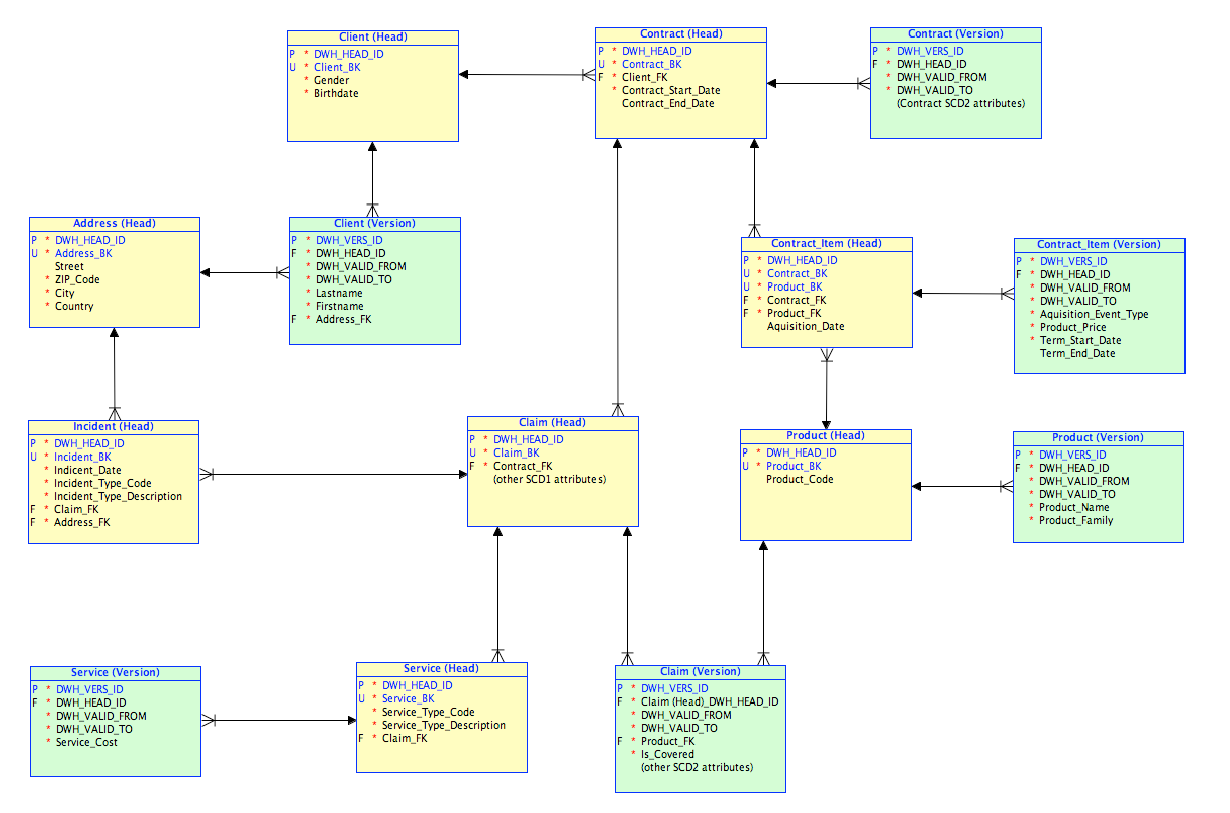 Client (Head)
P * DWH_HEAD_ID
U * Client_BK
* Gender
* Birthdate
Contract (Head)
P * DWH_HEAD_ID
U * Contract_BK
F * Client_FK
* Contract_Start_Date
Contract_End_Date
Contract (Version)
P * DWH_VERS_ID
F * DWH_HEAD_ID
* DWH_VALID_FROM
* DWH_VALID_TO
(Contract SCD2 attributes)
Address (Head)
P * DWH_HEAD_ID
U * Address_BK
Street
* ZIP_Code
* City
* Country
Client (Version)
P * DWH_VERS_ID
F * DWH_HEAD_ID
* DWH_VALID_FROM
* DWH_VALID_TO
* Lastname
* Firstname
F * Address_FK
Contract_Item (Head)
P * DWH_HEAD_ID
U * Contract_BK
U * Product_BK
F * Contract_FK
F * Product_FK
Aquisition_Date
Contract_Item (Version)
P * DWH_VERS_ID
F * DWH_HEAD_ID
* DWH_VALID_FROM
* DWH_VALID_TO
* Aquisition_Event_Type
* Product_Price
* Term_Start_Date
Term_End_Date
Incident (Head)
P * DWH_HEAD_ID
U * Incident_BK
* Indicent_Date
* Incident_Type_Code
* Incident_Type_Description
F * Claim_FK
F * Address_FK
Claim (Head)
P * DWH_HEAD_ID
U * Claim_BK
F * Contract_FK
(other SCD1 attributes)
Product (Head)
P * DWH_HEAD_ID
U * Product_BK
Product_Code
Product (Version)
P * DWH_VERS_ID
F * DWH_HEAD_ID
* DWH_VALID_FROM
* DWH_VALID_TO
* Product_Name
* Product_Family
Service (Version)
P * DWH_VERS_ID
F * DWH_HEAD_ID
* DWH_VALID_FROM
* DWH_VALID_TO
* Service_Cost
Service (Head)
P * DWH_HEAD_ID
U * Service_BK
* Service_Type_Code
* Service_Type_Description
F * Claim_FK
Claim (Version)
P * DWH_VERS_ID
F * Claim (Head)_DWH_HEAD_ID
* DWH_VALID_FROM
* DWH_VALID_TO
F * Product_FK
* Is_Covered
(other SCD2 attributes)